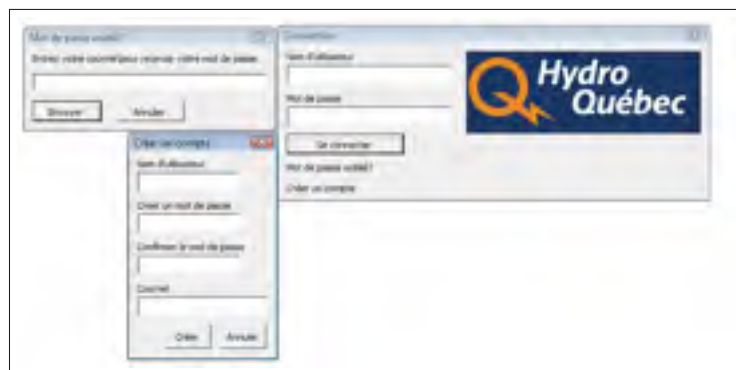 Mot de passe oublié
Entrez votre courriel pour recevoir votre mot de passe
Envoyer
Annuler
Connection
Nom d'utilisateur
Mot de passe
Se connecter
Mot de passe oublié?
Créer un compte
Hydro
Québec
Créer un compte
Nom d'utilisateur
Créer un mot de passe
Confirmer le mot de passe
Courriel
Créer
Annuler